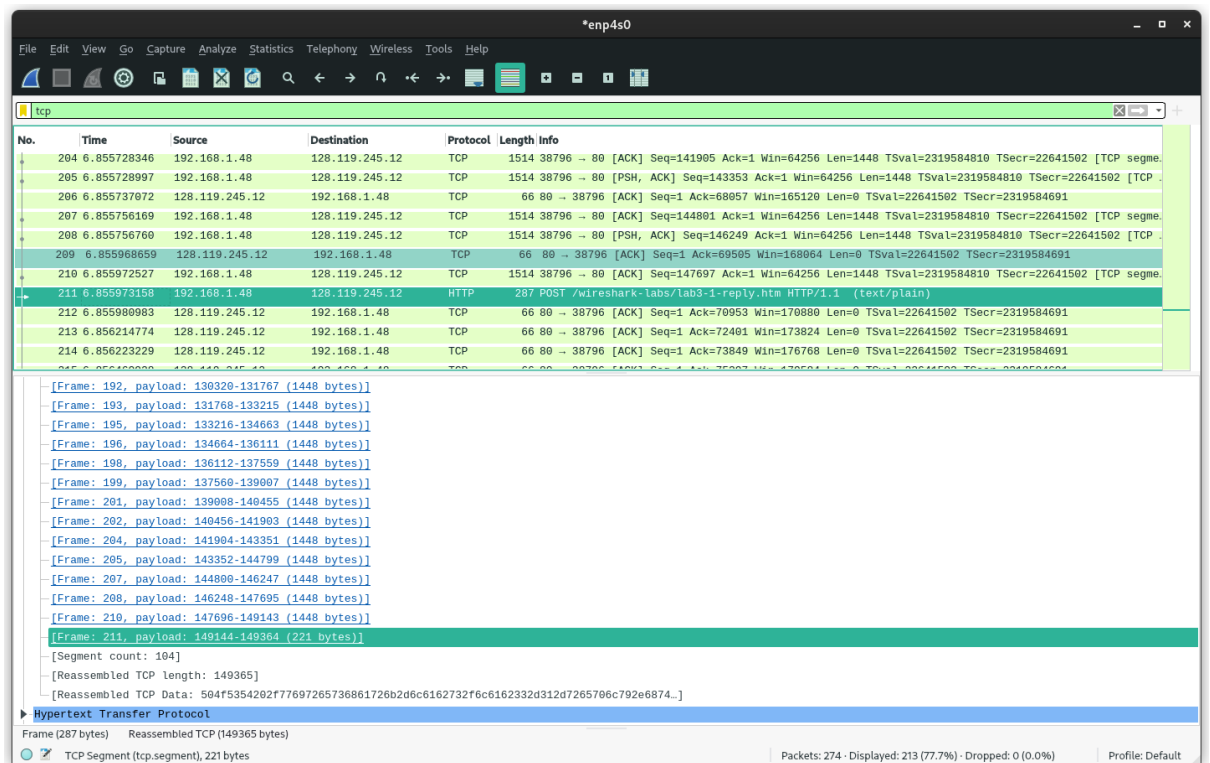 *enp4s0
File Edit View Go Capture Analyze Statistics Telephony Wireless Tools Help
tcp
No. Time Source Destination Protocol Length Info
204 6.855728346 192.168.1.48 128.119.245.12 TCP 1514 38796 → 80 [ACK] Seq=141905 Ack=1 Win=64256 Len=1448 TSval=2319584810 TSecr=22641502 [TCP segme…
205 6.855728997 192.168.1.48 128.119.245.12 TCP 1514 38796 → 80 [PSH, ACK] Seq=143353 Ack=1 Win=64256 Len=1448 TSval=2319584810 TSecr=22641502 [TCP …
206 6.855737072 128.119.245.12 192.168.1.48 TCP 66 80 → 38796 [ACK] Seq=1 Ack=68057 Win=165120 Len=0 TSval=22641502 TSecr=2319584691
207 6.855756169 192.168.1.48 128.119.245.12 TCP 1514 38796 → 80 [ACK] Seq=144801 Ack=1 Win=64256 Len=1448 TSval=2319584810 TSecr=22641502 [TCP segme…
208 6.855756760 192.168.1.48 128.119.245.12 TCP 1514 38796 → 80 [PSH, ACK] Seq=146249 Ack=1 Win=64256 Len=1448 TSval=2319584810 TSecr=22641502 [TCP …
209 6.855968659 128.119.245.12 192.168.1.48 TCP 66 80 → 38796 [ACK] Seq=1 Ack=69505 Win=168064 Len=0 TSval=22641502 TSecr=2319584691
210 6.855972527 192.168.1.48 128.119.245.12 TCP 1514 38796 → 80 [ACK] Seq=147697 Ack=1 Win=64256 Len=1448 TSval=2319584810 TSecr=22641502 [TCP segme…
211 6.855973158 192.168.1.48 128.119.245.12 HTTP 287 POST /wireshark-labs/lab3-1-reply.htm HTTP/1.1 (text/plain)
212 6.855980983 128.119.245.12 192.168.1.48 TCP 66 80 → 38796 [ACK] Seq=1 Ack=70953 Win=170880 Len=0 TSval=22641502 TSecr=2319584691
213 6.856214774 128.119.245.12 192.168.1.48 TCP 66 80 → 38796 [ACK] Seq=1 Ack=72401 Win=173824 Len=0 TSval=22641502 TSecr=2319584691
214 6.856223229 128.119.245.12 192.168.1.48 TCP 66 80 → 38796 [ACK] Seq=1 Ack=73849 Win=176768 Len=0 TSval=22641502 TSecr=2319584691
[Frame: 192, payload: 130320-131767 (1448 bytes)]
[Frame: 193, payload: 131768-133215 (1448 bytes)]
[Frame: 195, payload: 133216-134663 (1448 bytes)]
[Frame: 196, payload: 134664-136111 (1448 bytes)]
[Frame: 198, payload: 136112-137559 (1448 bytes)]
[Frame: 199, payload: 137560-139007 (1448 bytes)]
[Frame: 201, payload: 139008-140455 (1448 bytes)]
[Frame: 202, payload: 140456-141903 (1448 bytes)]
[Frame: 204, payload: 141904-143351 (1448 bytes)]
[Frame: 205, payload: 143352-144799 (1448 bytes)]
[Frame: 207, payload: 144800-146247 (1448 bytes)]
[Frame: 208, payload: 146248-147695 (1448 bytes)]
[Frame: 210, payload: 147696-149143 (1448 bytes)]
[Frame: 211, payload: 149144-149364 (221 bytes)]
[Segment count: 104]
[Reassembled TCP length: 149365]
[Reassembled TCP Data: 504f5354202f77697265736861726b2d6c6162732f6c6162332d312d7265706c792e6874…]
Hypertext Transfer Protocol
Frame (287 bytes) Reassembled TCP (149365 bytes)
TCP Segment (tcp.segment), 221 bytes Packets: 274 · Displayed: 213 (77.7%) · Dropped: 0 (0.0%) Profile: Default